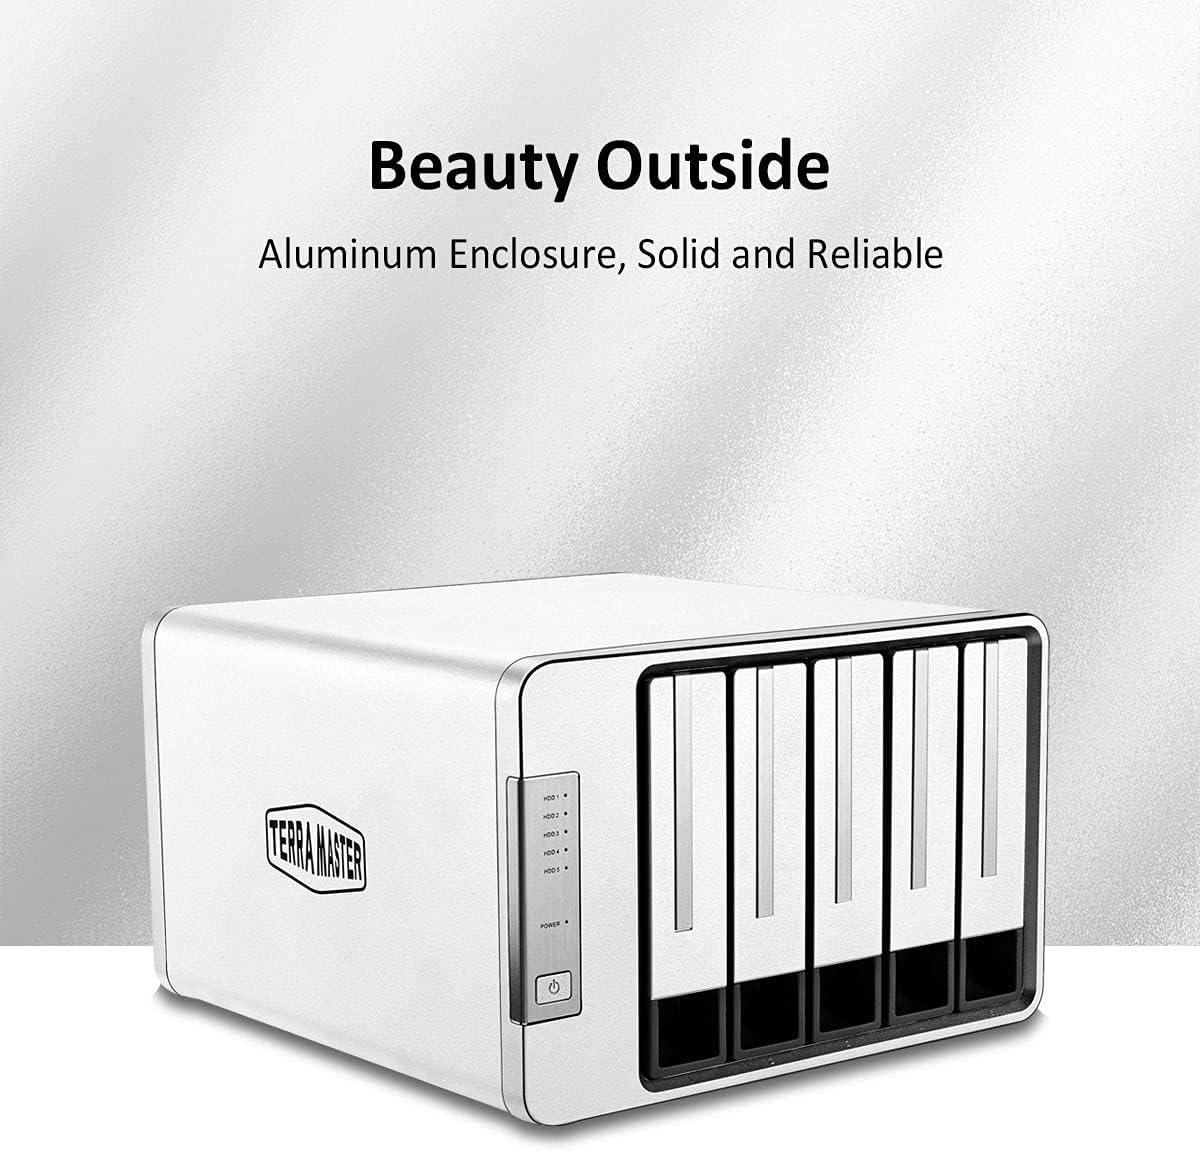 Beauty Outside
Aluminum Enclosure, Solid and Reliable
TERRA MASTER
HDD 1
HDD 2
HDD 3
HDD 4
HDD 5
POWER